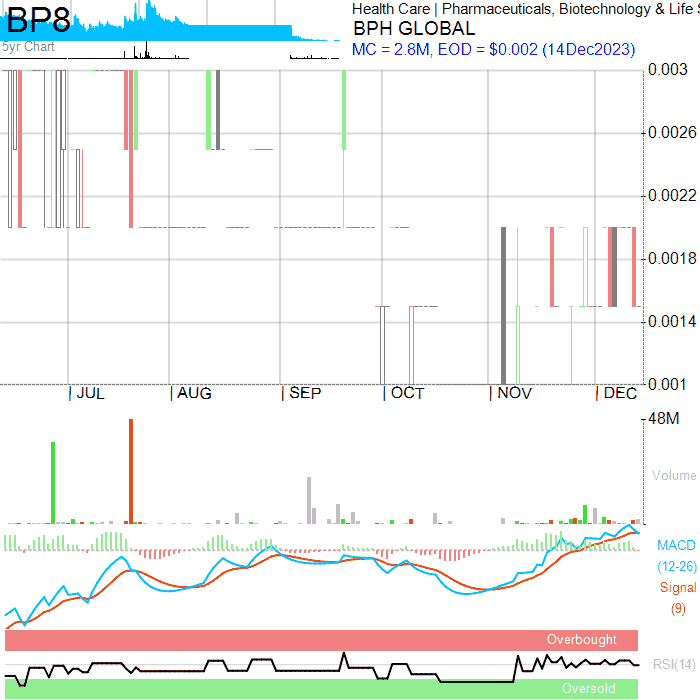 BP8
Health Care | Pharmaceuticals, Biotechnology & Life S
BPH GLOBAL
5yr Chart
MC = 2.8M, EOD = $0.002 (14Dec2023)
0.003
0.0026
0.0022
0.0018
0.0014
0.001
| JUL | AUG | SEP | OCT | NOV | DEC
48M
Volume
MACD
(12-26)
Signal
(9)
Overbought
RSI(14)
Oversold